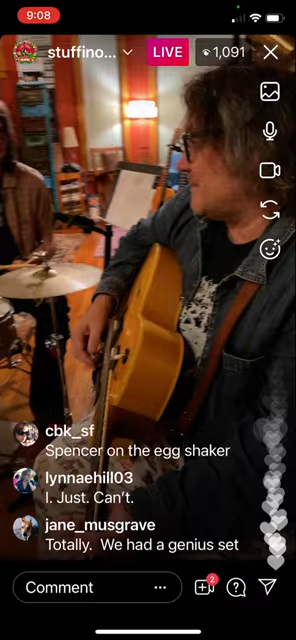 9:08
stuffino...
LIVE
1,091
cbk_sf
Spencer on the egg shaker
lynnaehill03
I. Just. Can't.
jane_musgrave
Totally. We had a genius set
Comment
2